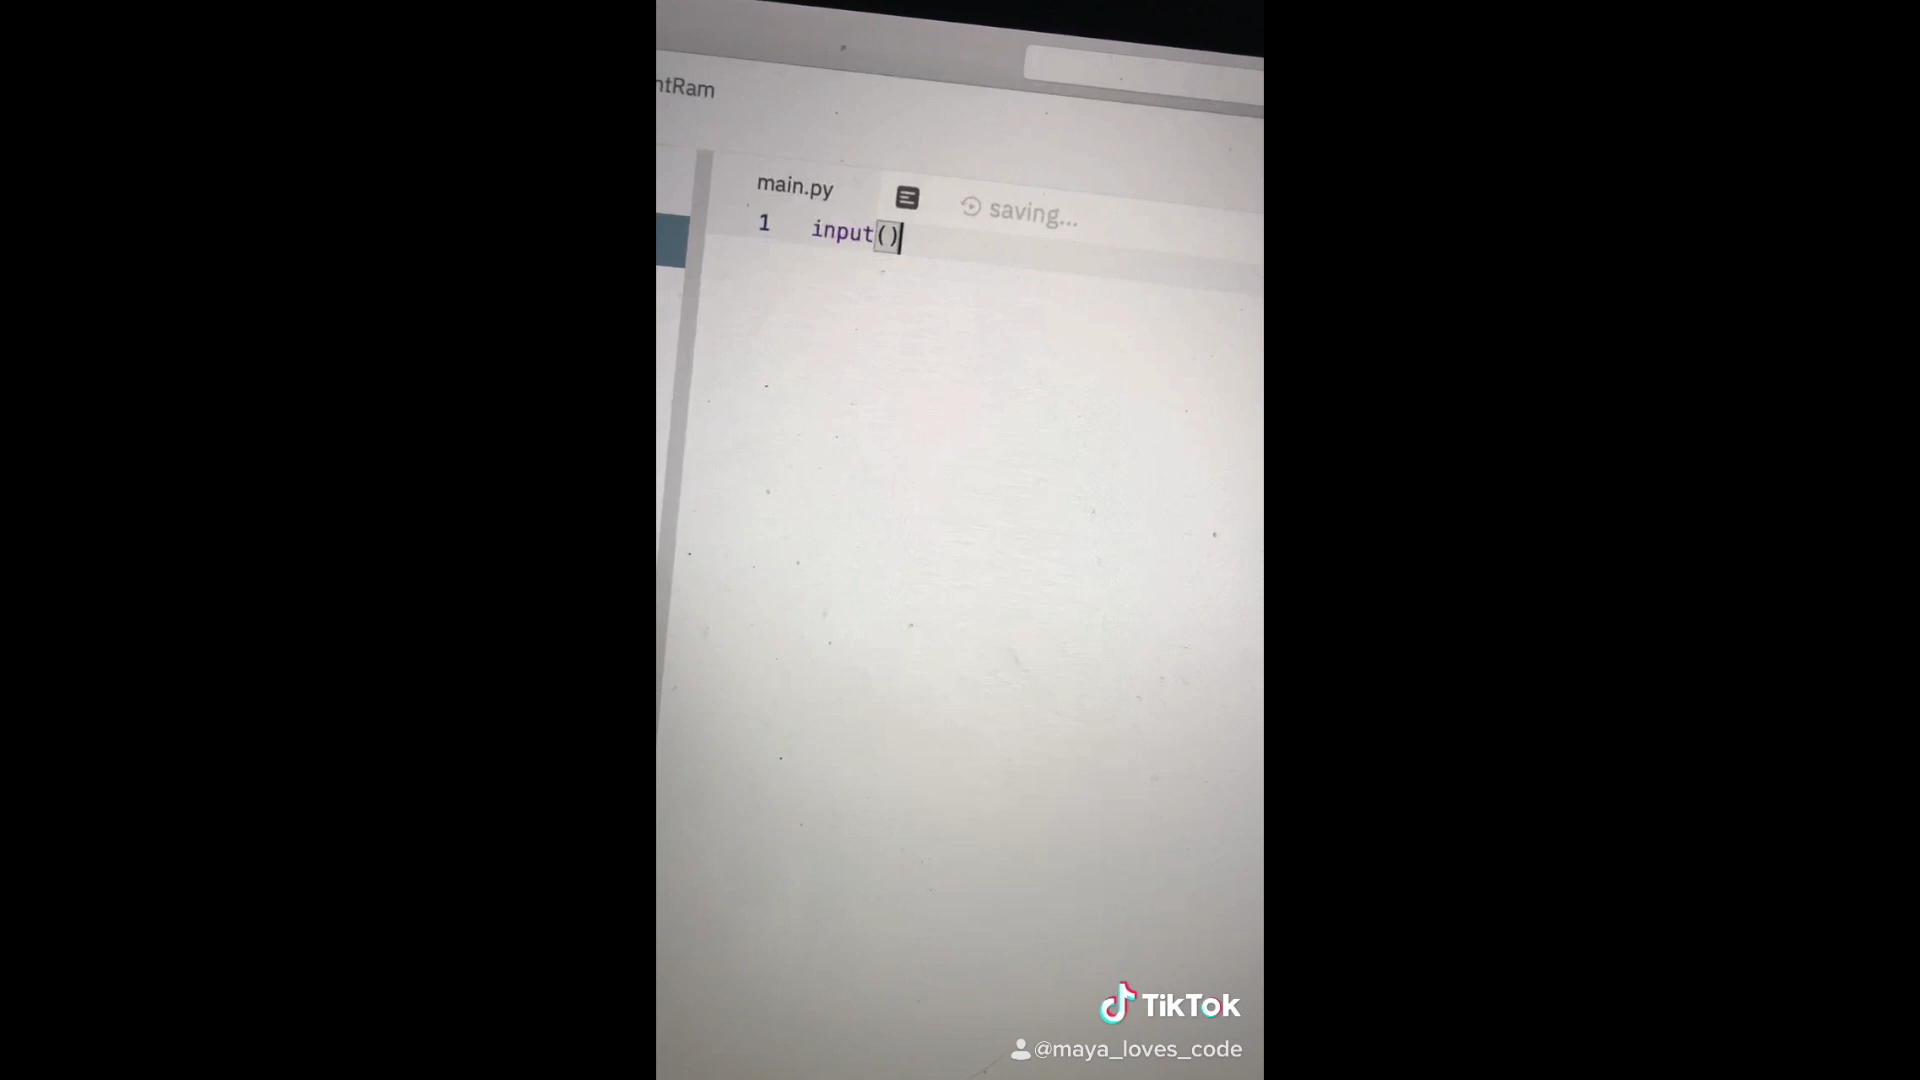 ntRam
main.py
saving...
1 input()
TikTok
@maya_loves_code